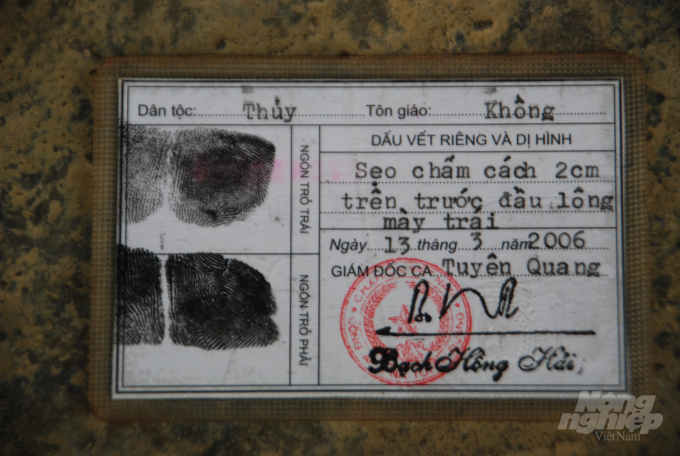 Dân tộc: Thủy Tôn giáo: Không
DẤU VẾT RIÊNG VÀ DỊ HÌNH
NGÓN TRỎ TRÁI
Sẹo chấm cách 2cm
trên trước đầu lông
mày trái
Ngày 13 tháng 3 năm 2006
GIÁM ĐỐC CA Tuyên Quang
NGÓN TRỎ PHẢI
Bạch Hồng Hải
Nông nghiệp
Việt Nam